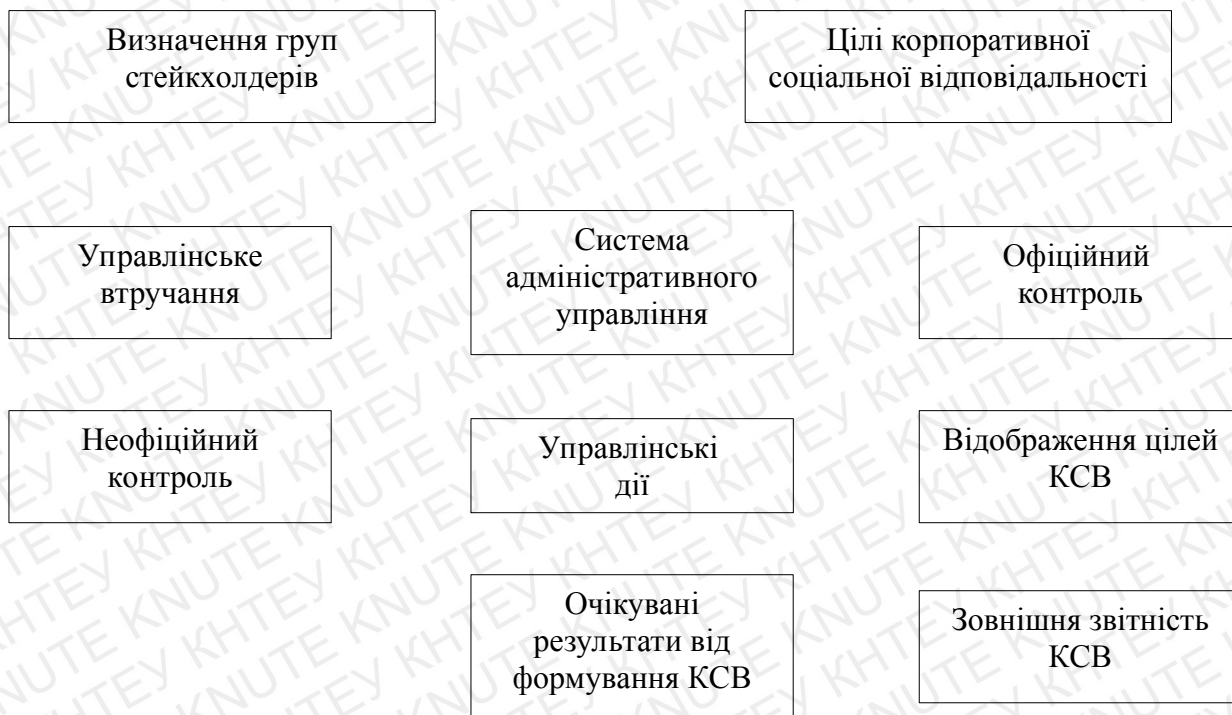 Визначення груп
стейкхолдерів
Цілі корпоративної
соціальної відповідальності
Управлінське
втручання
Система
адміністративного
управління
Офіційний
контроль
Неофіційний
контроль
Управлінські
дії
Відображення цілей
КСВ
Очікувані
результати від
формування КСВ
Зовнішня звітність
КСВ